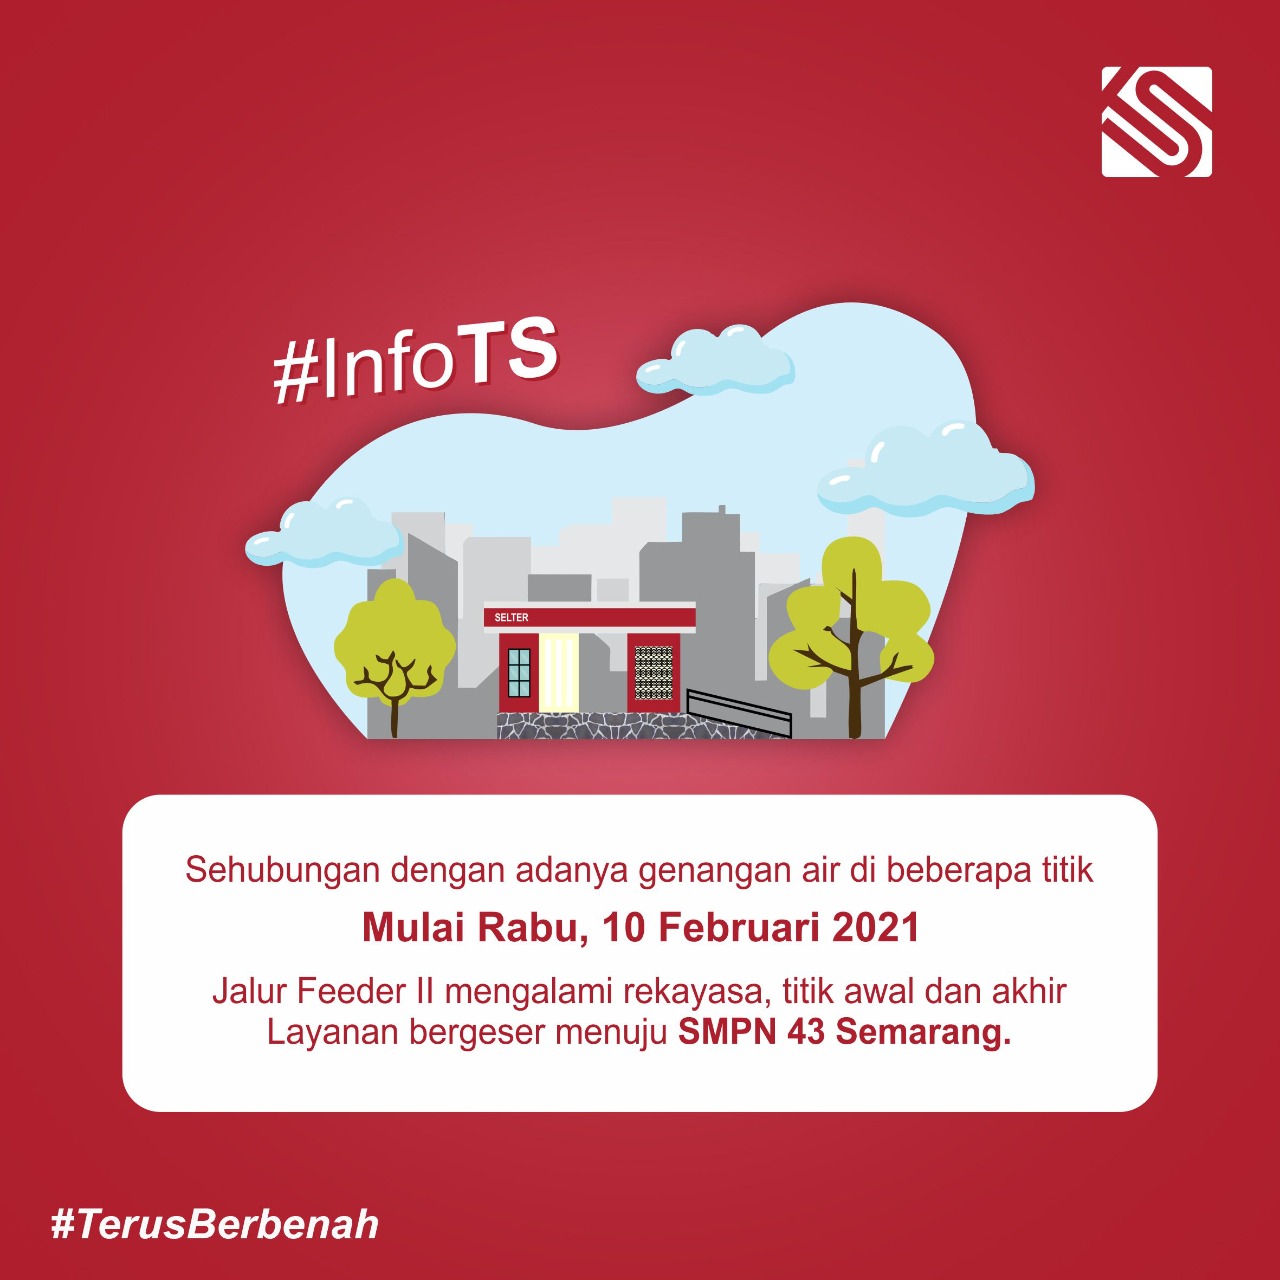 #InfoTS
SELTER
Sehubungan dengan adanya genangan air di beberapa titik
Mulai Rabu, 10 Februari 2021
Jalur Feeder II mengalami rekayasa, titik awal dan akhir
Layanan bergeser menuju SMPN 43 Semarang.
#TerusBerbenah